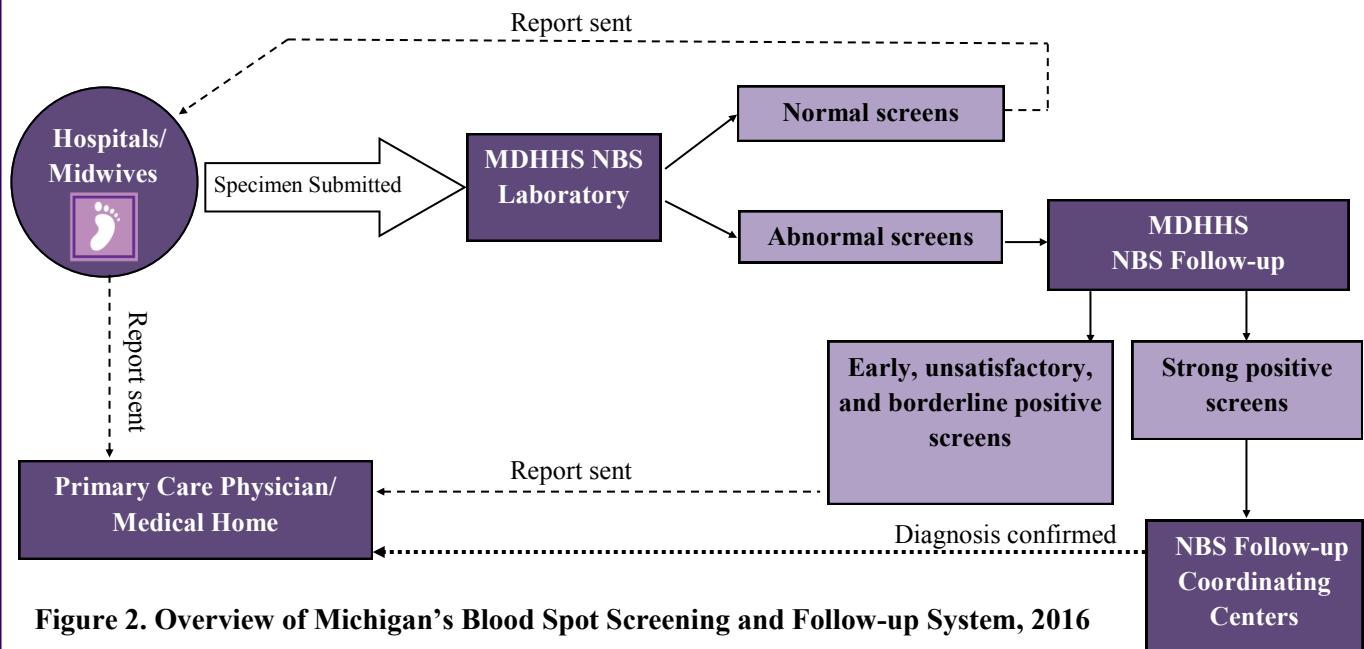 Report sent
Hospitals/
Midwives
Specimen Submitted
MDHHS NBS
Laboratory
Normal screens
Abnormal screens
MDHHS
NBS Follow-up
Report sent
Early, unsatisfactory,
and borderline positive
screens
Strong positive
screens
Report sent
Primary Care Physician/
Medical Home
Diagnosis confirmed
NBS Follow-up
Coordinating
Centers
Figure 2. Overview of Michigan’s Blood Spot Screening and Follow-up System, 2016